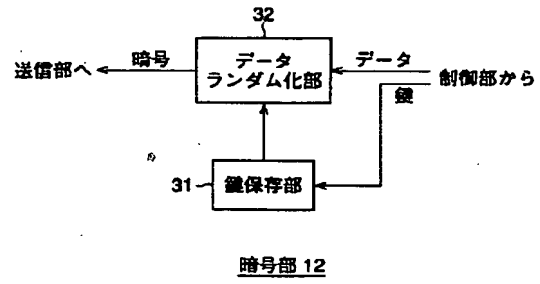 32
送信部へ
暗号
データ
ランダム化部
データ
制御部から
鍵
31
鍵保存部
暗号部 12